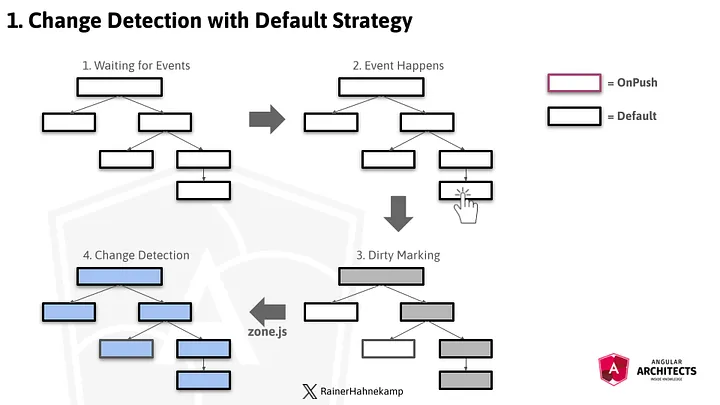 1. Change Detection with Default Strategy
1. Waiting for Events
2. Event Happens
= OnPush
= Default
4. Change Detection
3. Dirty Marking
zone.js
RainerHahnekamp
ANGULAR
ARCHITECTS
INSIDE KNOWLEDGE